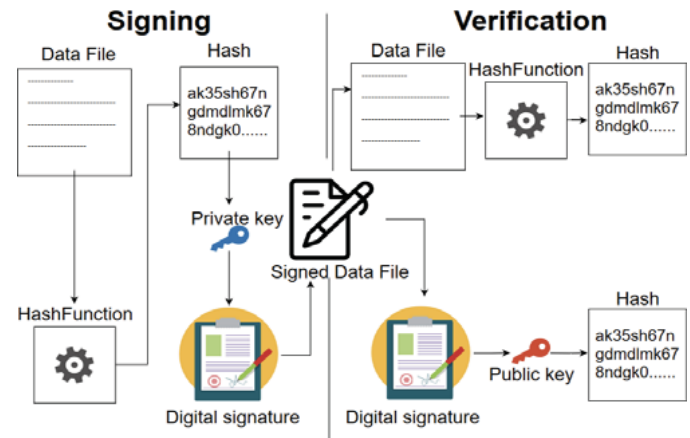 Signing
Data File
Hash
ak35sh67n
gdmdlmk67
8ndgk0......
Private key
HashFunction
Digital signature
Signed Data File
Verification
Data File
HashFunction
Hash
ak35sh67n
gdmdlmk67
8ndgk0......
Digital signature
Public key
Hash
ak35sh67n
gdmdlmk67
8ndgk0......